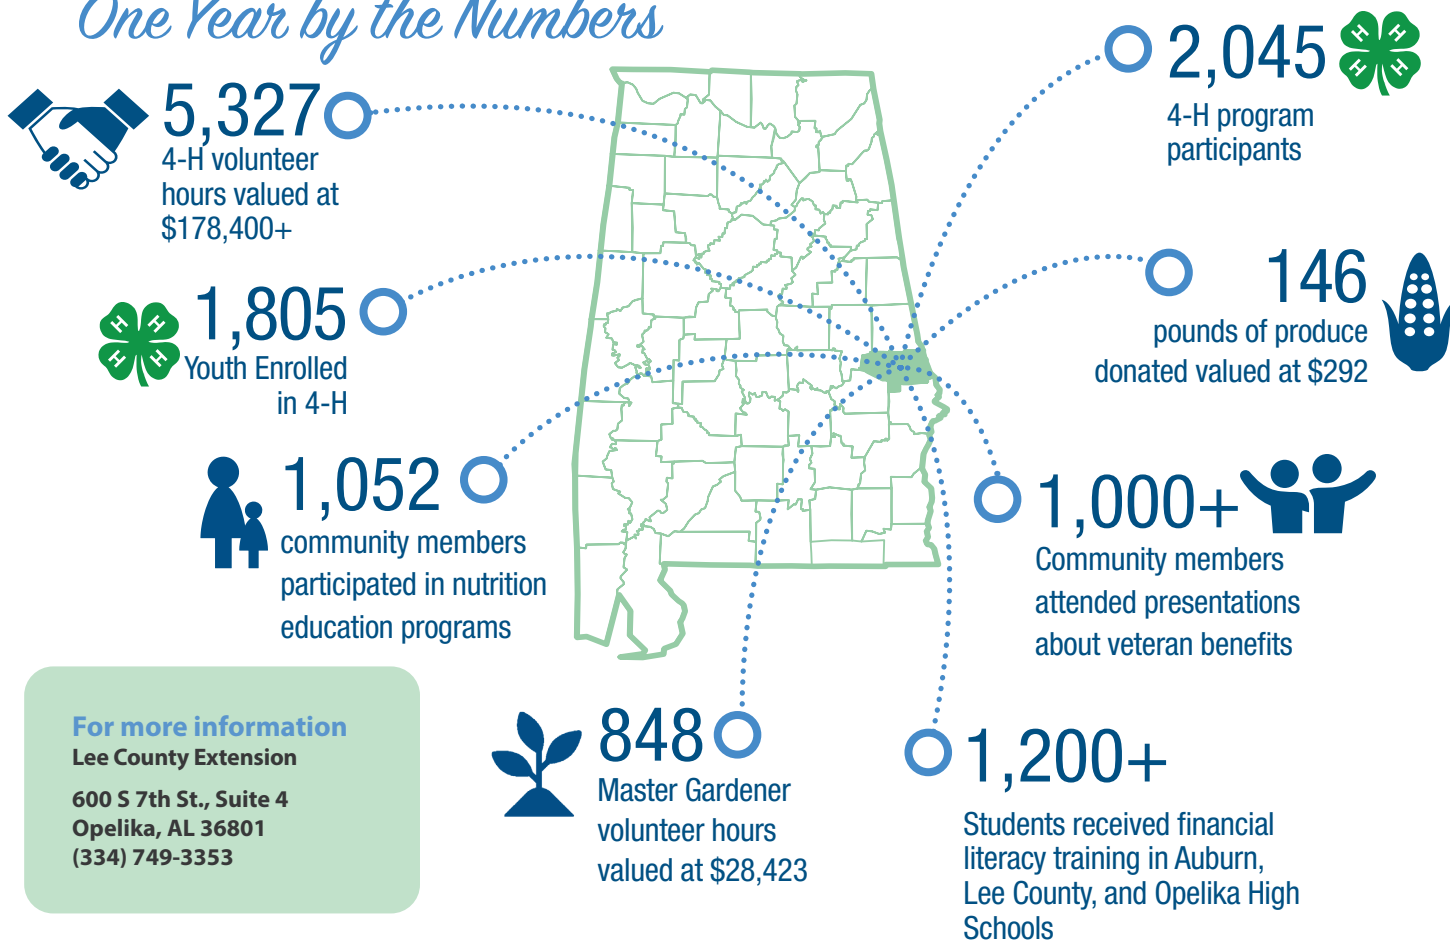 One Year by the Numbers
5,327
4-H volunteer
hours valued at
$178,400+
1,805
Youth Enrolled
in 4-H
1,052
community members
participated in nutrition
education programs
For more information
Lee County Extension
600 S 7th St., Suite 4
Opelika, AL 36801
(334) 749-3353
848
Master Gardener
volunteer hours
valued at $28,423
2,045
H H
H H
4-H program
participants
146
pounds of produce
donated valued at $292
1,000+
Community members
attended presentations
about veteran benefits
1,200+
Students received financial
literacy training in Auburn,
Lee County, and Opelika High
Schools
H H
H H